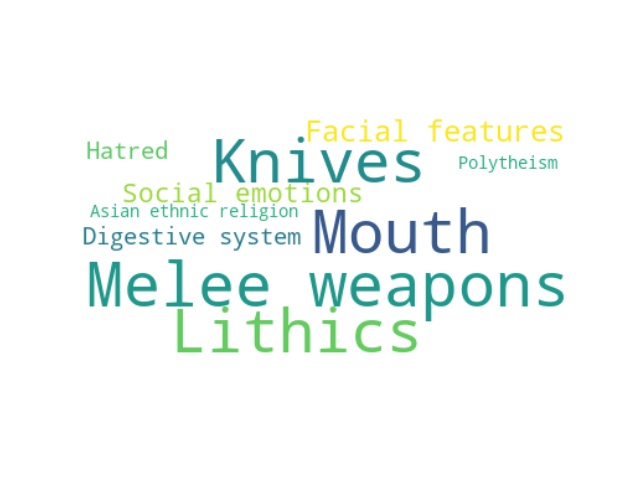 Facial features
Hatred
Knives
Polytheism
Social emotions
Asian ethnic religion
Digestive system
Mouth
Melee weapons
Lithics